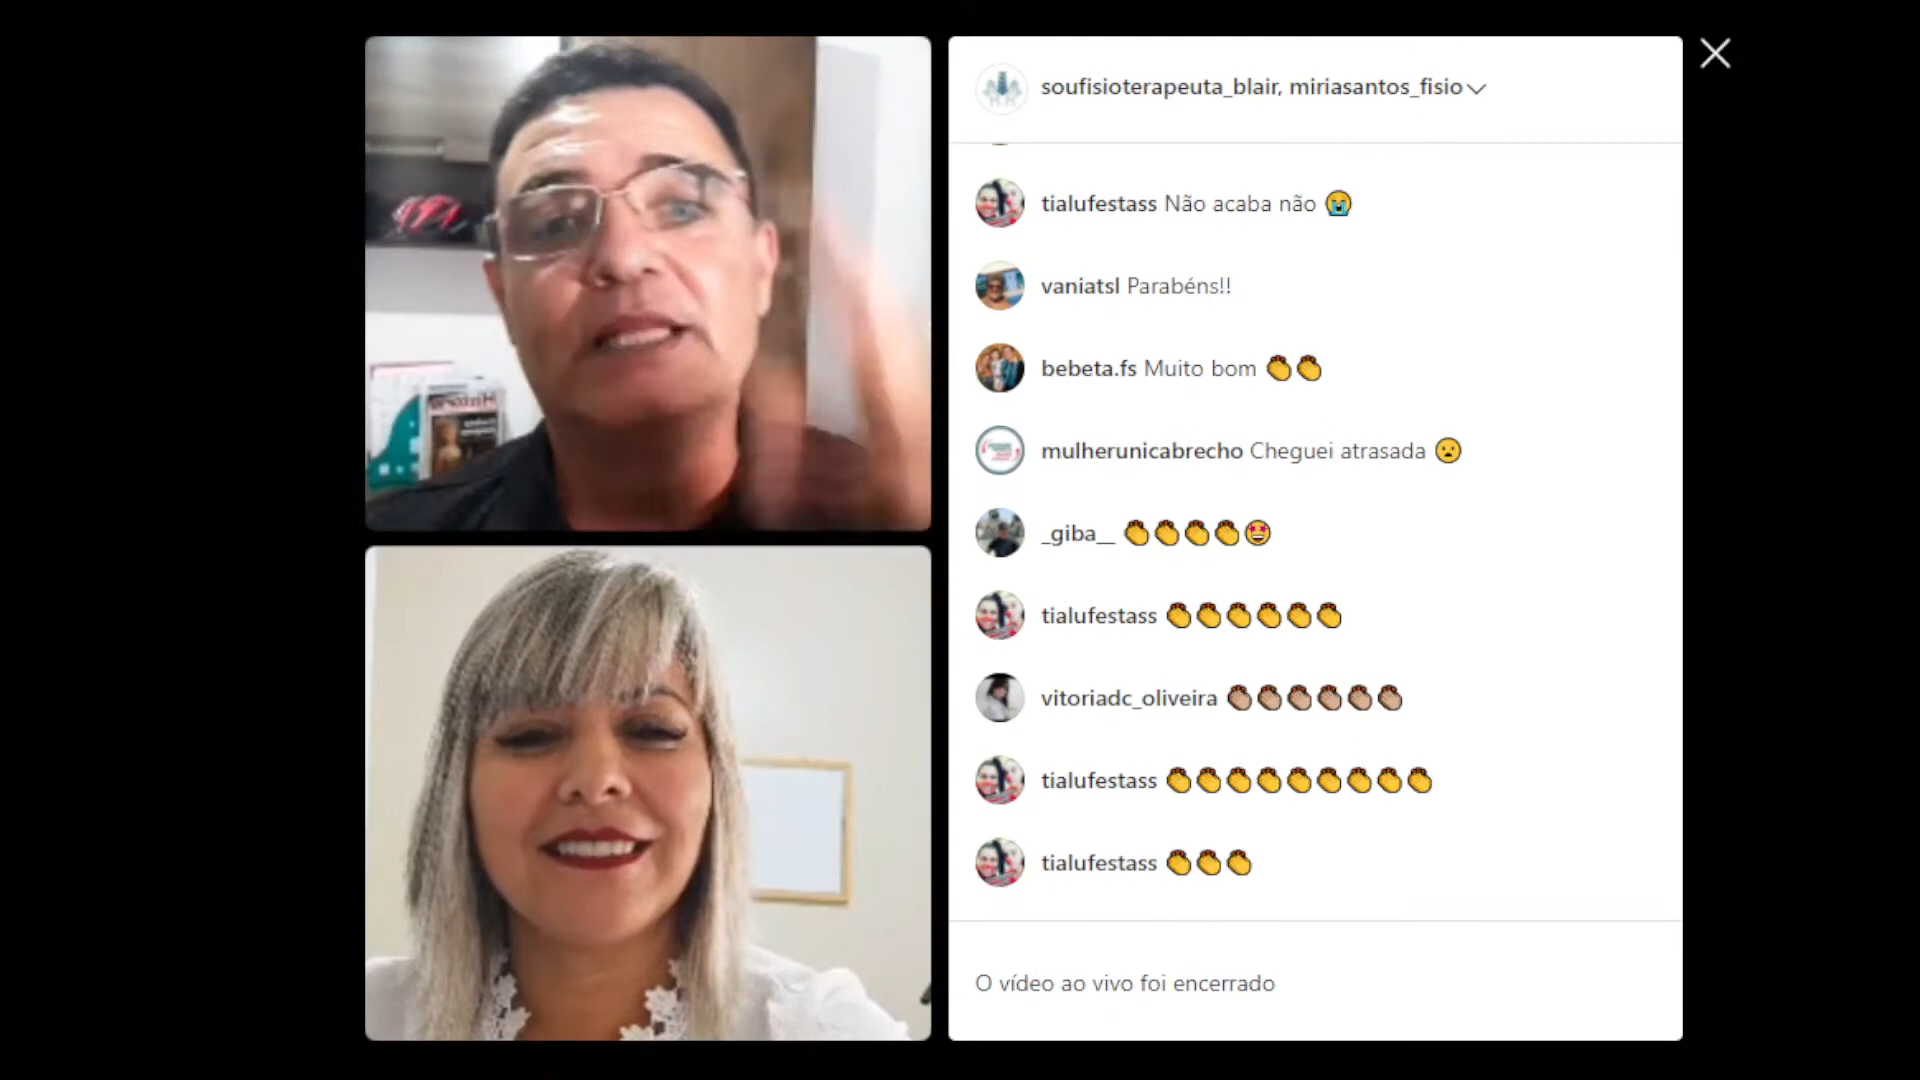 soufisioterapeuta_blair, miriasantos_fisio
tialufestass Não acaba não 😭
vaniatsl Parabéns!!
bebeta.fs Muito bom 👏👏
mulherunicabrecho Cheguei atrasada 😦
_giba__ 👏👏👏👏🤩
tialufestass 👏👏👏👏👏👏
vitoriadc_oliveira 👏🏽👏🏽👏🏽👏🏽👏🏽👏🏽
tialufestass 👏👏👏👏👏👏👏👏👏
tialufestass 👏👏👏
O vídeo ao vivo foi encerrado